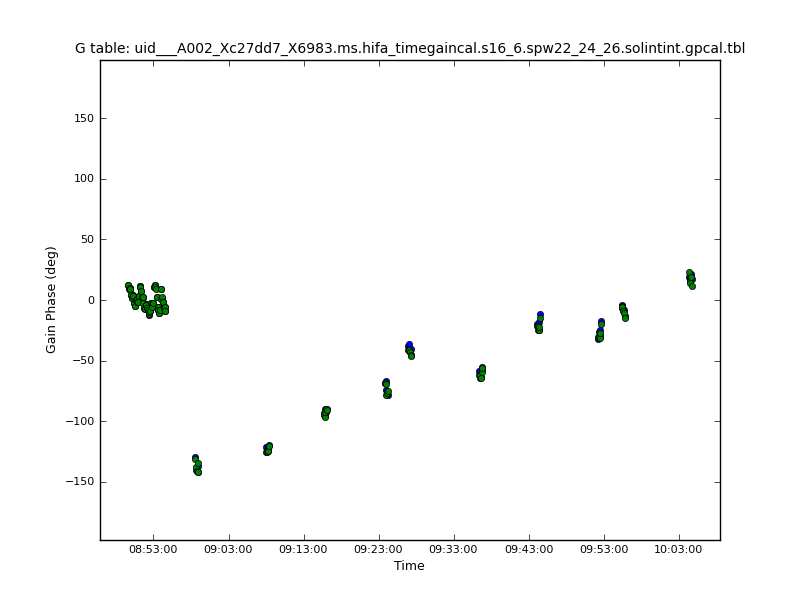 G table: uid___A002_Xc27dd7_X6983.ms.hifa_timegaincal.s16_6.spw22_24_26.solintint.gpcal.tbl
150
100
50
0
−50
−100
−150
Gain Phase (deg)
08:53:00 09:03:00 09:13:00 09:23:00 09:33:00 09:43:00 09:53:00 10:03:00
Time